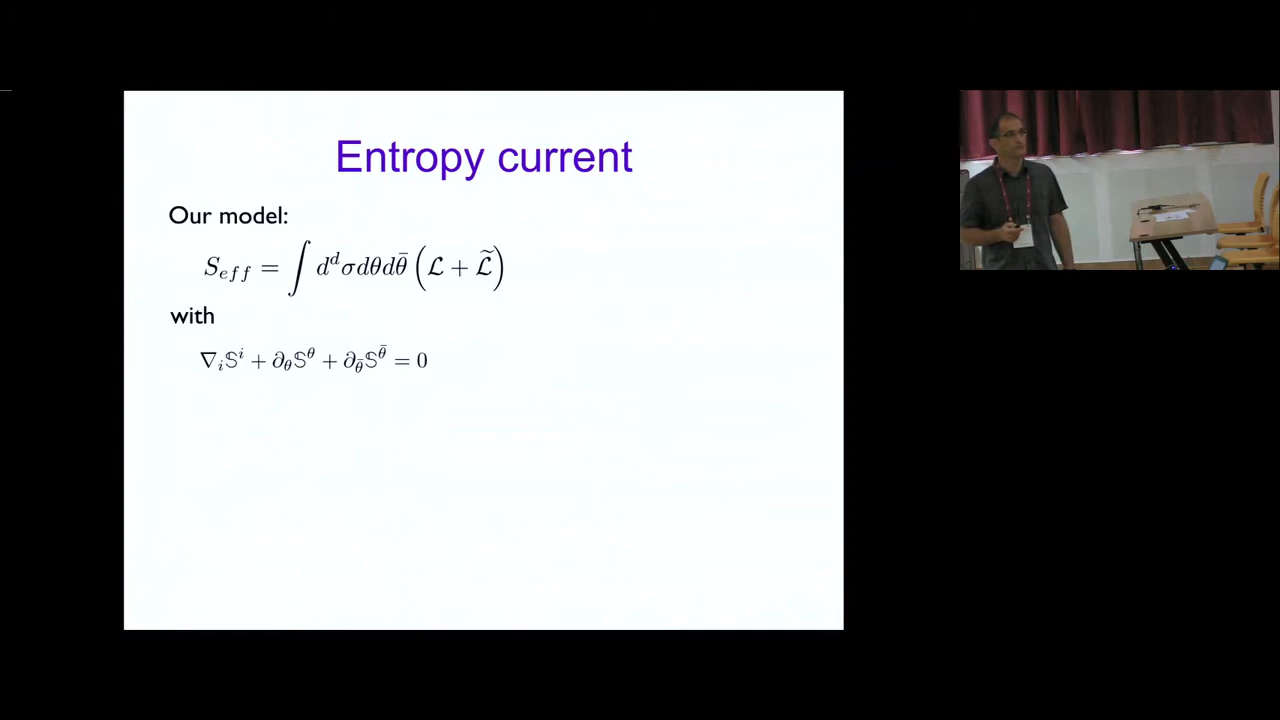 Entropy current
Our model:
$S_{eff} = \int d^d\sigma d\theta d\bar{\theta} \left( \mathcal{L} + \widetilde{\mathcal{L}} \right)$
with
$\nabla_i \mathbb{S}^i + \partial_\theta \mathbb{S}^\theta + \partial_{\bar{\theta}} \mathbb{S}^{\bar{\theta}} = 0$